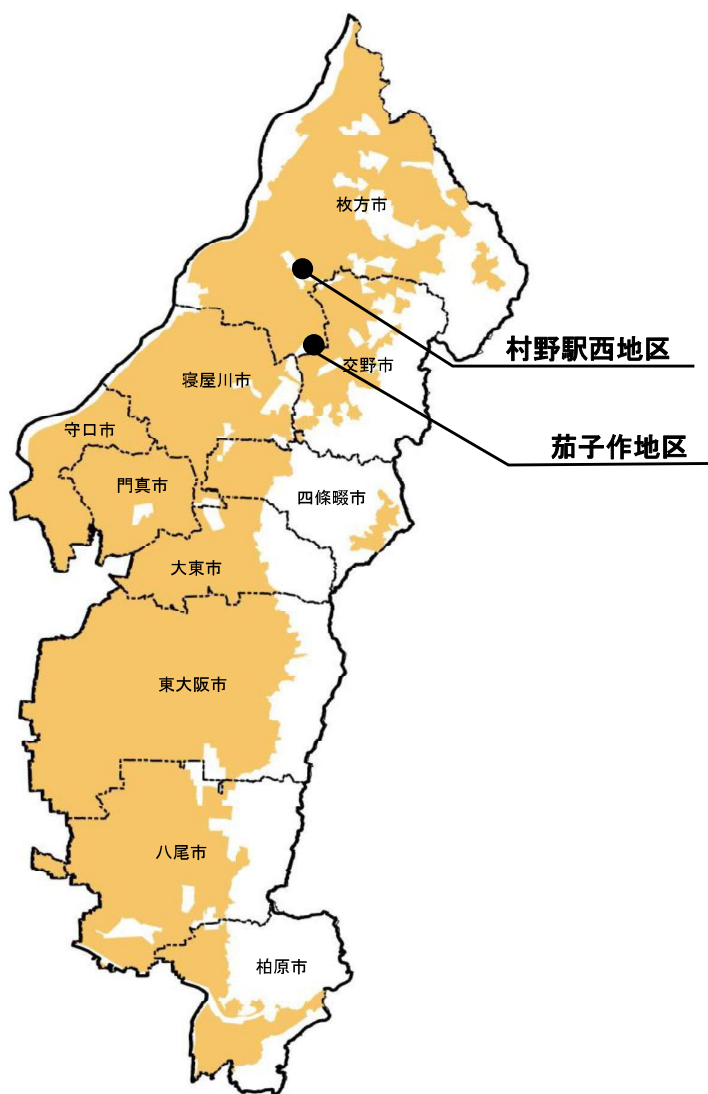 枚方市
村野駅西地区
交野市
寝屋川市
守口市
茄子作地区
門真市
四條畷市
大東市
東大阪市
八尾市
柏原市